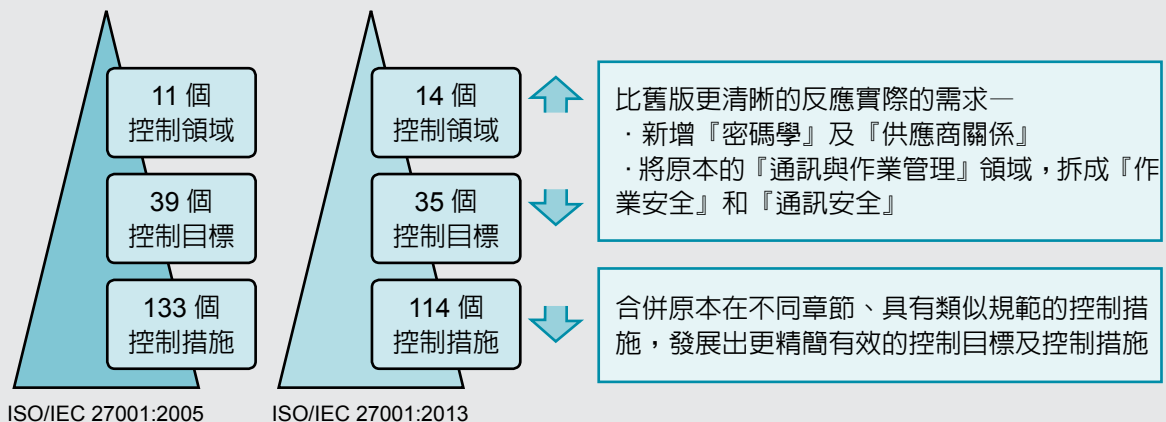 11 個
控制領域
39 個
控制目標
133 個
控制措施
ISO/IEC 27001:2005
14 個
控制領域
35 個
控制目標
114 個
控制措施
ISO/IEC 27001:2013
比舊版更清晰的反應實際的需求—
·新增『密碼學』及『供應商關係』
·將原本的『通訊與作業管理』領域，拆成『作
業安全』和『通訊安全』
合併原本在不同章節、具有類似規範的控制措
施，發展出更精簡有效的控制目標及控制措施